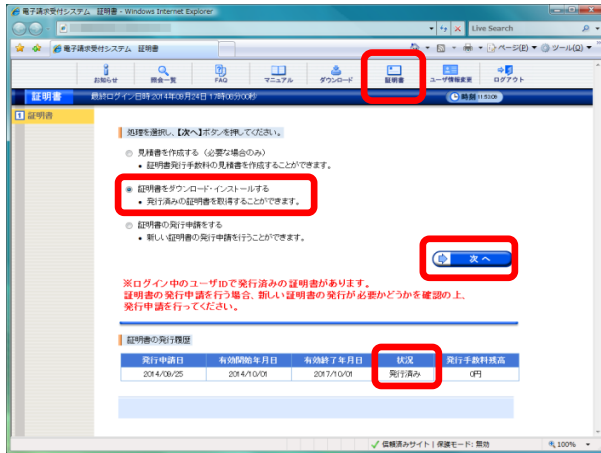 電子請求受付システム 証明書 - Windows Internet Explorer
Live Search
電子請求受付システム 証明書
ページ(P) ツール(O)
お知らせ 照会一覧 FAQ マニュアル ダウンロード 証明書 ユーザ情報変更 ログアウト
証明書 最終ログイン日時:2014年09月24日 17時06分00秒 時刻 11:53:09
1 証明書
処理を選択し、【次へ】ボタンを押してください。
見積書を作成する（必要な場合のみ）
• 証明書発行手数料の見積書を作成することができます。
証明書をダウンロード・インストールする
• 発行済みの証明書を取得することができます。
証明書の発行申請をする
• 新しい証明書の発行申請を行うことができます。
次へ
※ログイン中のユーザIDで発行済みの証明書があります。
証明書の発行申請を行う場合、新しい証明書の発行が必要かどうかを確認の上、
発行申請を行ってください。
証明書の発行履歴
発行申請日 有効開始年月日 有効終了年月日 状況 発行手数料残高
2014/09/25 2014/10/01 2017/10/01 発行済み 0円
信頼済みサイト | 保護モード: 無効 100%